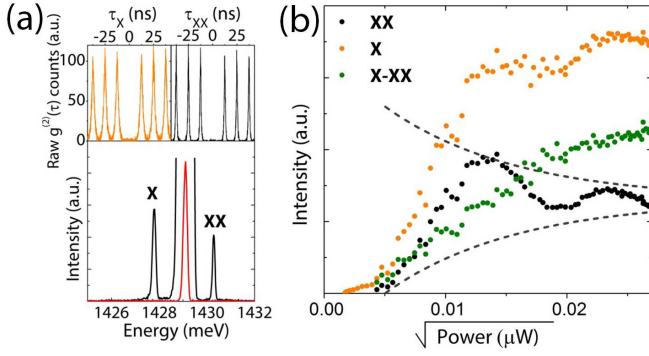 (a)
τX (ns) τXX (ns)
-25 0 25 -25 0 25
Raw g(2)(τ) counts (a.u.)
100
50
0
Intensity (a.u.)
X
XX
1426 1428 1430 1432
Energy (meV)
(b)
XX
X
X-XX
Intensity (a.u.)
0.00 0.01 0.02
√Power (μW)